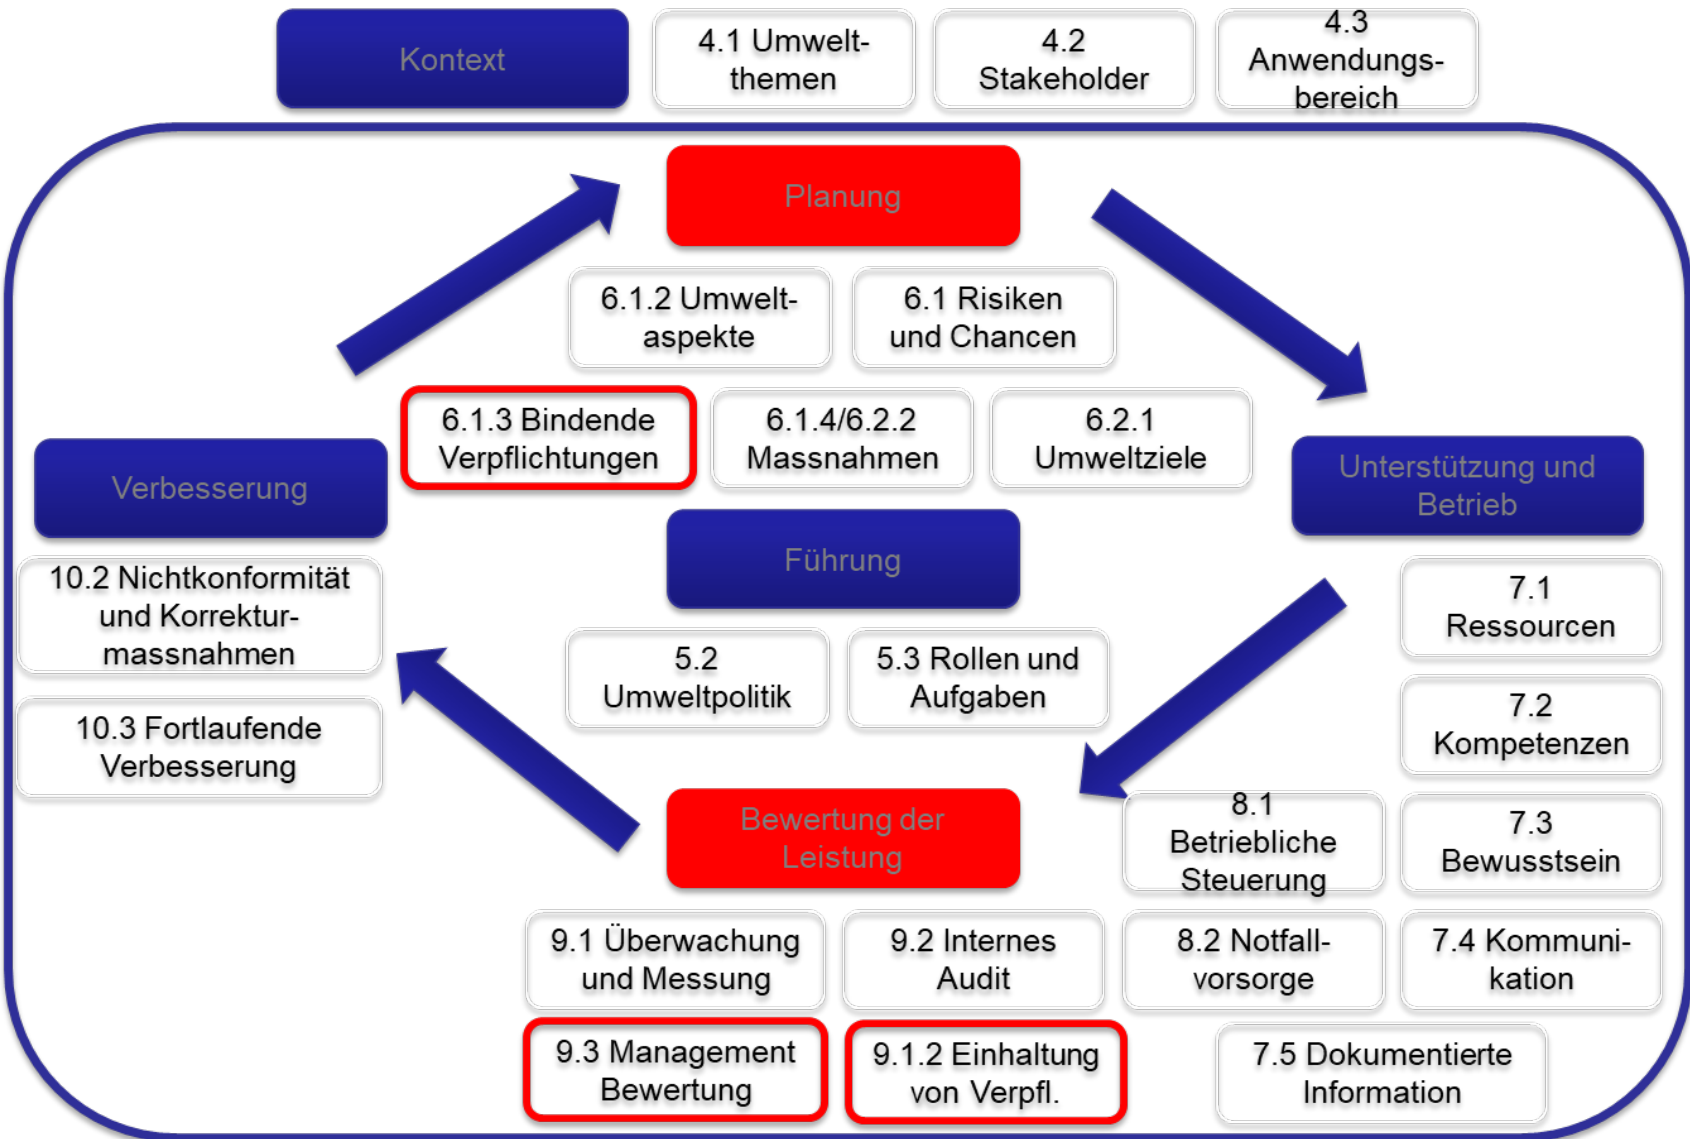 Kontext
4.1 Umwelt-
themen
4.2
Stakeholder
4.3
Anwendungs-
bereich
Planung
6.1.2 Umwelt-
aspekte
6.1 Risiken
und Chancen
6.1.3 Bindende
Verpflichtungen
6.1.4/6.2.2
Massnahmen
6.2.1
Umweltziele
Verbesserung
10.2 Nichtkonformität
und Korrektur-
massnahmen
10.3 Fortlaufende
Verbesserung
Führung
5.2
Umweltpolitik
5.3 Rollen und
Aufgaben
Unterstützung und
Betrieb
7.1
Ressourcen
7.2
Kompetenzen
7.3
Bewusstsein
7.4 Kommuni-
kation
7.5 Dokumentierte
Information
8.1
Betriebliche
Steuerung
8.2 Notfall-
vorsorge
Bewertung der
Leistung
9.1 Überwachung
und Messung
9.2 Internes
Audit
9.3 Management
Bewertung
9.1.2 Einhaltung
von Verpfl.